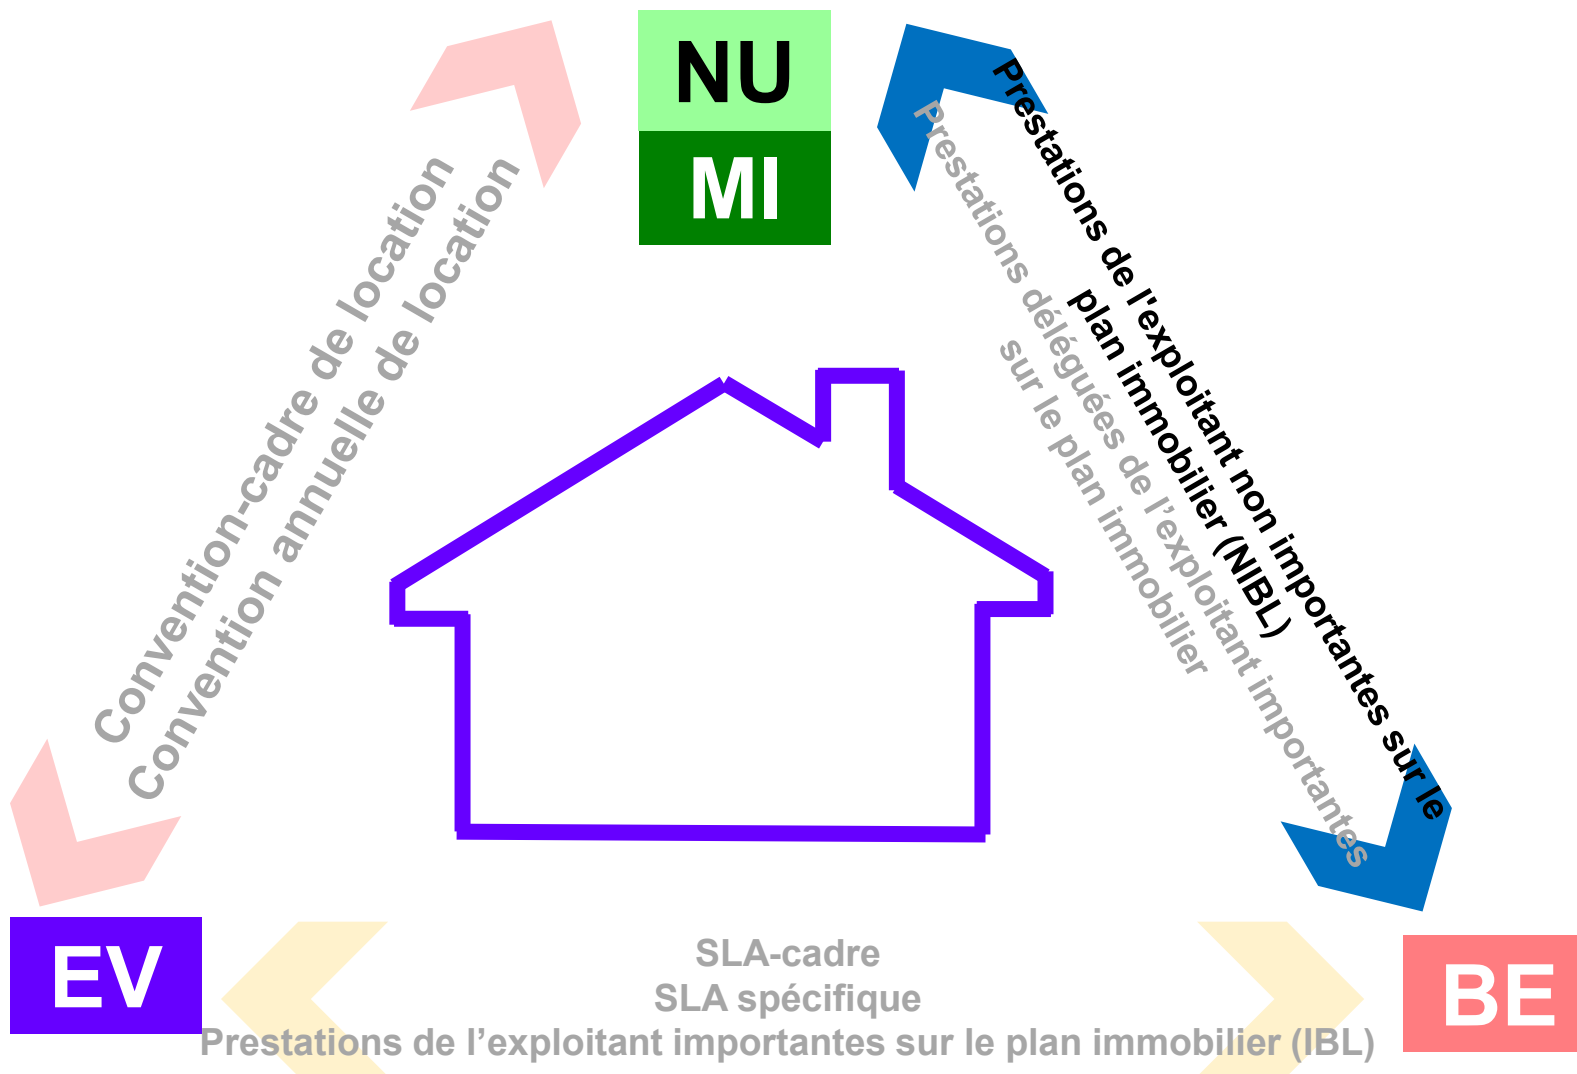 NU
MI
Convention-cadre de location
Convention annuelle de location
Prestations de l'exploitant non importantes sur le
plan immobilier (NIBL)
Prestations déléguées de l’exploitant importantes
sur le plan immobilier
EV
SLA-cadre
SLA spécifique
Prestations de l’exploitant importantes sur le plan immobilier (IBL)
BE